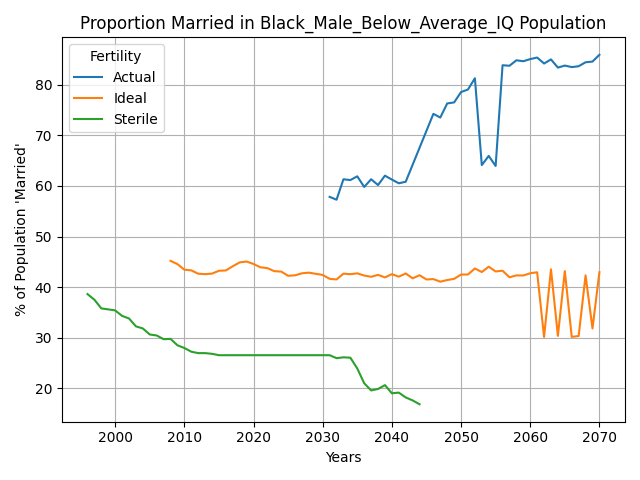 Proportion Married in Black_Male_Below_Average_IQ Population
% of Population 'Married'
Fertility
Actual
Ideal
Sterile
80
70
60
50
40
30
20
2000 2010 2020 2030 2040 2050 2060 2070
Years